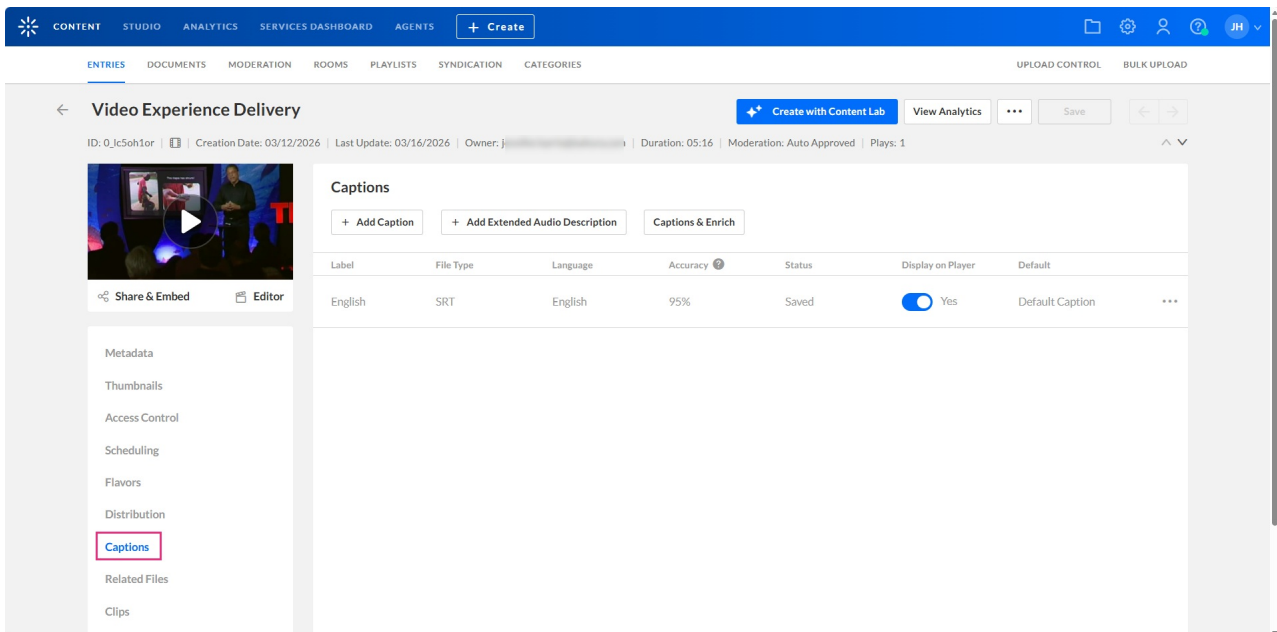 CONTENT STUDIO ANALYTICS SERVICES DASHBOARD AGENTS + Create JH
ENTRIES DOCUMENTS MODERATION ROOMS PLAYLISTS SYNDICATION CATEGORIES UPLOAD CONTROL BULK UPLOAD
Video Experience Delivery Create with Content Lab View Analytics ••• Save
ID: 0_lc5oh1or | Creation Date: 03/12/2026 | Last Update: 03/16/2026 | Owner: | Duration: 05:16 | Moderation: Auto Approved | Plays: 1
Captions
+ Add Caption + Add Extended Audio Description Captions & Enrich
Label File Type Language Accuracy ? Status Display on Player Default
English SRT English 95% Saved Yes Default Caption •••
Share & Embed Editor
Metadata
Thumbnails
Access Control
Scheduling
Flavors
Distribution
Captions
Related Files
Clips